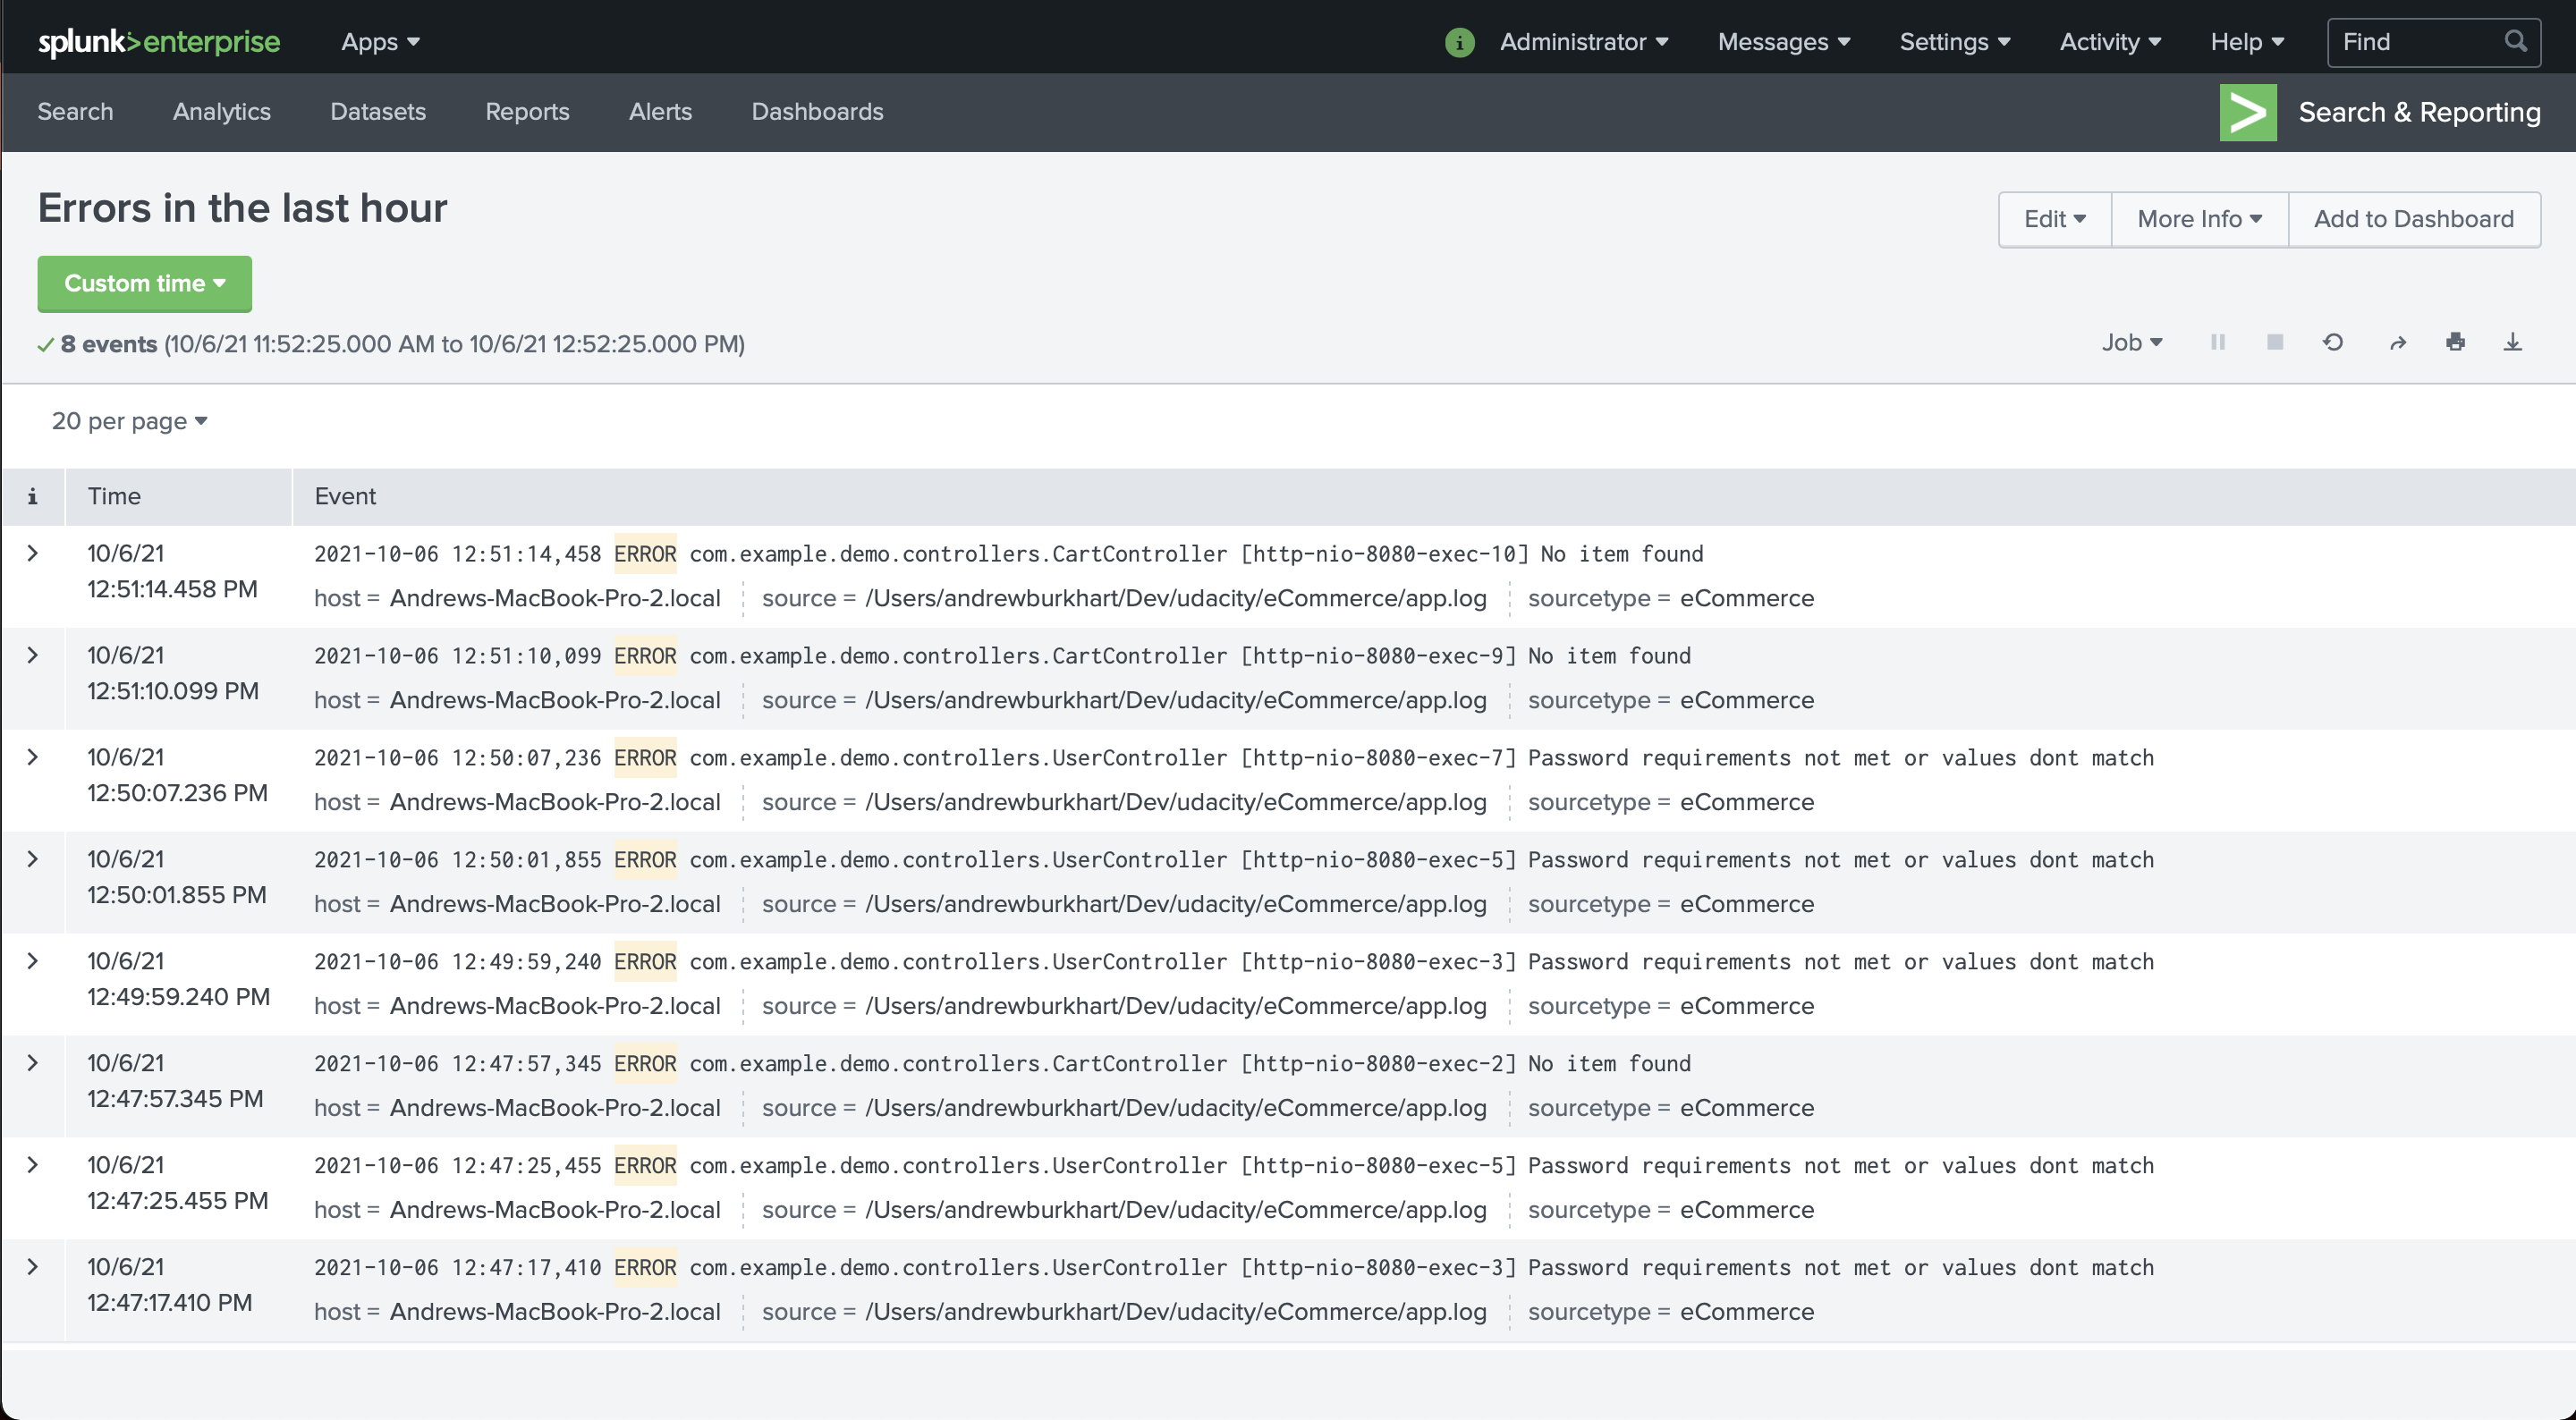 splunk>enterprise Apps Administrator Messages Settings Activity Help Find
Search Analytics Datasets Reports Alerts Dashboards Search & Reporting
Errors in the last hour
Edit More Info Add to Dashboard
Custom time
8 events (10/6/21 11:52:25.000 AM to 10/6/21 12:52:25.000 PM)
Job
20 per page
i Time Event
10/6/21 2021-10-06 12:51:14,458 ERROR com.example.demo.controllers.CartController [http-nio-8080-exec-10] No item found
12:51:14.458 PM host = Andrews-MacBook-Pro-2.local source = /Users/andrewburkhart/Dev/udacity/eCommerce/app.log sourcetype = eCommerce
10/6/21 2021-10-06 12:51:10,099 ERROR com.example.demo.controllers.CartController [http-nio-8080-exec-9] No item found
12:51:10.099 PM host = Andrews-MacBook-Pro-2.local source = /Users/andrewburkhart/Dev/udacity/eCommerce/app.log sourcetype = eCommerce
10/6/21 2021-10-06 12:50:07,236 ERROR com.example.demo.controllers.UserController [http-nio-8080-exec-7] Password requirements not met or values dont match
12:50:07.236 PM host = Andrews-MacBook-Pro-2.local source = /Users/andrewburkhart/Dev/udacity/eCommerce/app.log sourcetype = eCommerce
10/6/21 2021-10-06 12:50:01,855 ERROR com.example.demo.controllers.UserController [http-nio-8080-exec-5] Password requirements not met or values dont match
12:50:01.855 PM host = Andrews-MacBook-Pro-2.local source = /Users/andrewburkhart/Dev/udacity/eCommerce/app.log sourcetype = eCommerce
10/6/21 2021-10-06 12:49:59,240 ERROR com.example.demo.controllers.UserController [http-nio-8080-exec-3] Password requirements not met or values dont match
12:49:59.240 PM host = Andrews-MacBook-Pro-2.local source = /Users/andrewburkhart/Dev/udacity/eCommerce/app.log sourcetype = eCommerce
10/6/21 2021-10-06 12:47:57,345 ERROR com.example.demo.controllers.CartController [http-nio-8080-exec-2] No item found
12:47:57.345 PM host = Andrews-MacBook-Pro-2.local source = /Users/andrewburkhart/Dev/udacity/eCommerce/app.log sourcetype = eCommerce
10/6/21 2021-10-06 12:47:25,455 ERROR com.example.demo.controllers.UserController [http-nio-8080-exec-5] Password requirements not met or values dont match
12:47:25.455 PM host = Andrews-MacBook-Pro-2.local source = /Users/andrewburkhart/Dev/udacity/eCommerce/app.log sourcetype = eCommerce
10/6/21 2021-10-06 12:47:17,410 ERROR com.example.demo.controllers.UserController [http-nio-8080-exec-3] Password requirements not met or values dont match
12:47:17.410 PM host = Andrews-MacBook-Pro-2.local source = /Users/andrewburkhart/Dev/udacity/eCommerce/app.log sourcetype = eCommerce